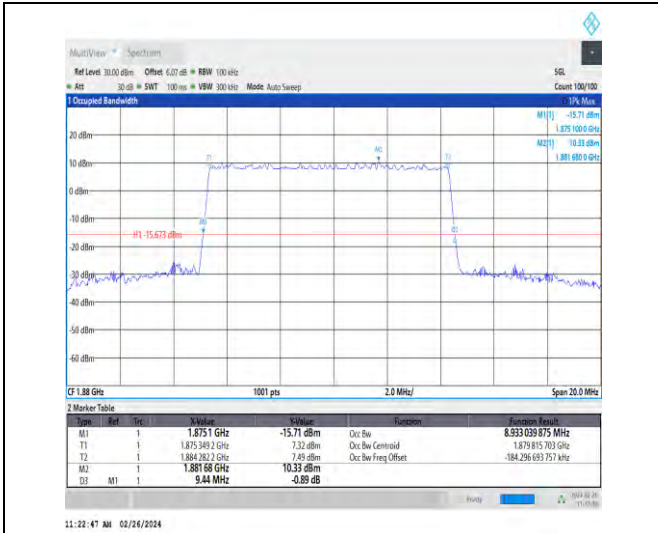 MultiView Spectrum
Ref Level 30.00 dBm Offset 6.07 dB RBW 100 kHz SGL
Att 30 dB SWT 100 ms VBW 300 kHz Mode Auto Sweep Count 100/100
1 Occupied Bandwidth 1Pk Max
M1[1] -15.71 dBm
1.875 100 0 GHz
M2[1] 10.33 dBm
1.881 680 0 GHz
20 dBm
T1 M2 T2
10 dBm
0 dBm
-10 dBm
H1 -15.673 dBm
-20 dBm
-30 dBm
-40 dBm
-50 dBm
-60 dBm
CF 1.88 GHz 1001 pts 2.0 MHz/ Span 20.0 MHz
2 Marker Table
Type Ref Trc X-Value Y-Value Function Function Result
M1 1 1.8751 GHz -15.71 dBm Occ Bw 8.933 039 875 MHz
T1 1 1.875 349 2 GHz 7.32 dBm Occ Bw Centroid 1.879 815 703 GHz
T2 1 1.884 282 2 GHz 7.49 dBm Occ Bw Freq Offset -184.296 693 757 kHz
M2 1 1.881 68 GHz 10.33 dBm
D3 M1 1 9.44 MHz -0.89 dB
11:22:47 AM 02/26/2024